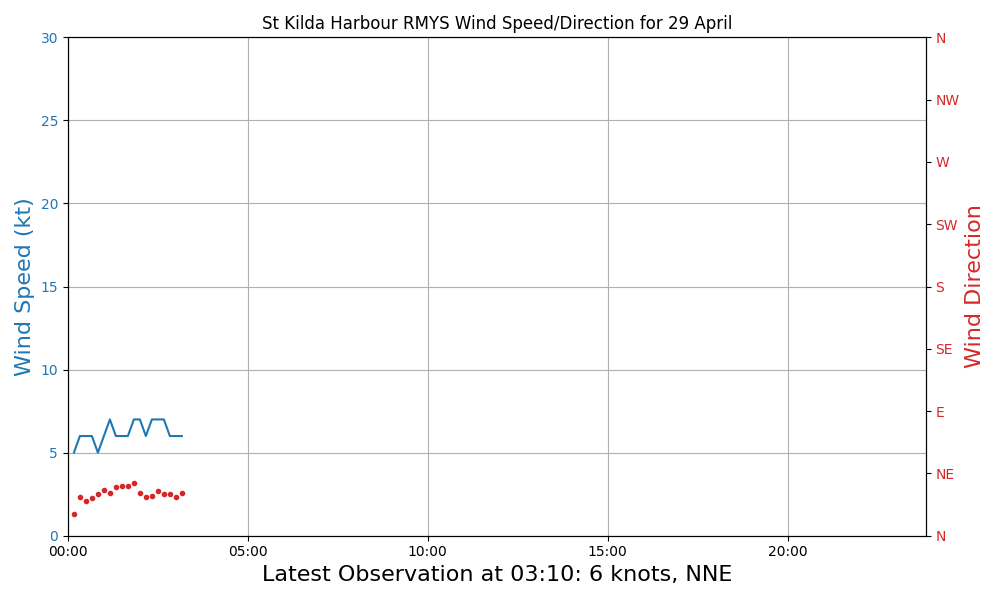 St Kilda Harbour RMYS Wind Speed/Direction for 29 April
30
25
20
15
10
5
0
Wind Speed (kt)
N
NW
W
SW
S
SE
E
NE
N
Wind Direction
00:00 05:00 10:00 15:00 20:00
Latest Observation at 03:10: 6 knots, NNE